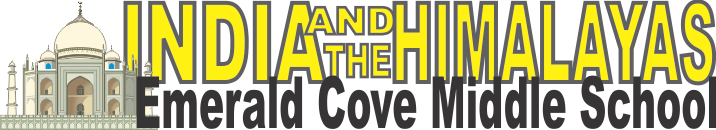 INDIA AND THE HIMALAYAS
Emerald Cove Middle School